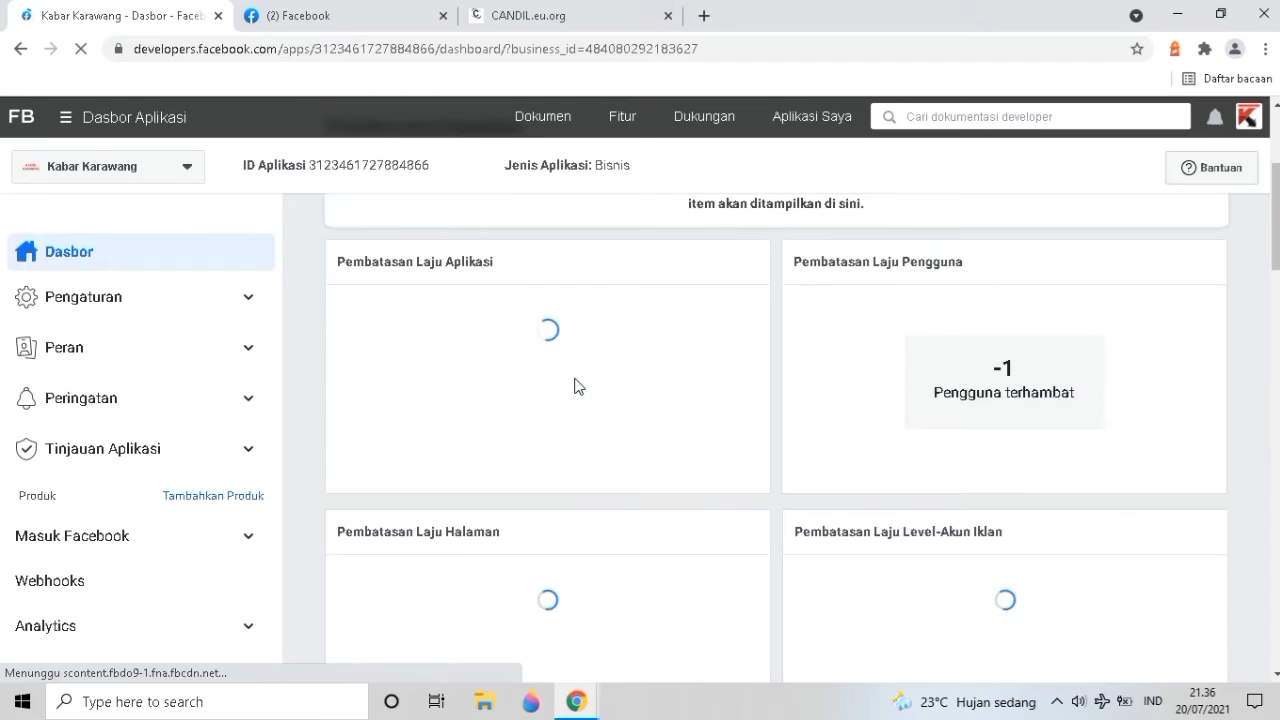 Kabar Karawang - Dasbor - Faceb
(2) Facebook
CANDIL.eu.org
developers.facebook.com/apps/3123461727884866/dashboard/?business_id=484080292183627
Daftar bacaan
FB
Dasbor Aplikasi
Dokumen
Fitur
Dukungan
Aplikasi Saya
Cari dokumentasi developer
Kabar Karawang
ID Aplikasi 3123461727884866
Jenis Aplikasi: Bisnis
Bantuan
item akan ditampilkan di sini.
Dasbor
Pengaturan
Peran
Peringatan
Tinjauan Aplikasi
Produk
Tambahkan Produk
Masuk Facebook
Webhooks
Analytics
Pembatasan Laju Aplikasi
Pembatasan Laju Pengguna
-1
Pengguna terhambat
Pembatasan Laju Halaman
Pembatasan Laju Level-Akun Iklan
Menunggu scontent.fbdo9-1.fna.fbcdn.net...
Type here to search
23°C Hujan sedang
IND
21.36
20/07/2021